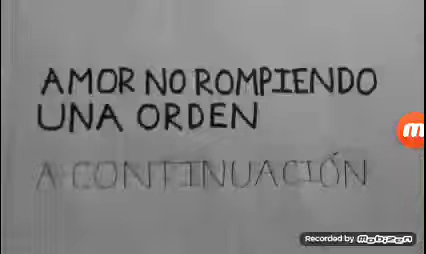 AMOR NO ROMPIENDO
UNA ORDEN
A CONTINUACIÓN
m
Recorded by Mobizen